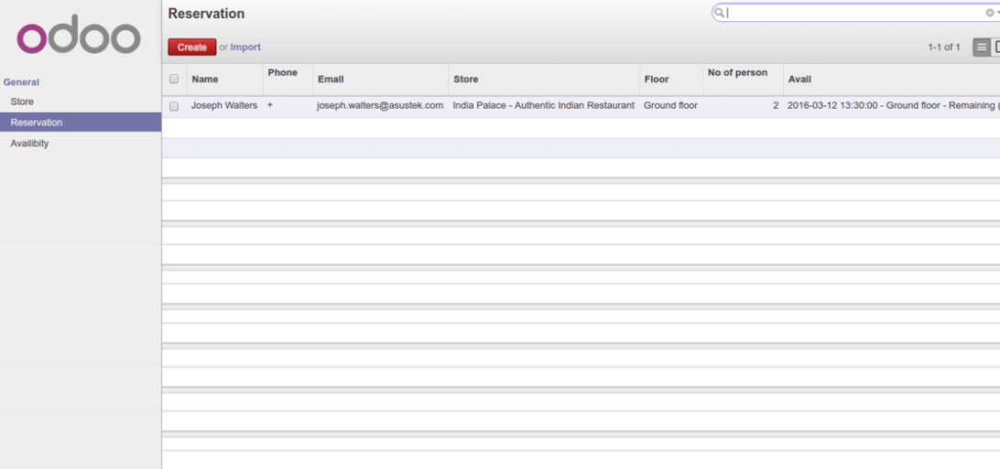 odoo
General
Store
Reservation
Availibity
Reservation
Create or Import
1-1 of 1
Name Phone Email Store Floor No of person Avail
Joseph Walters + joseph.walters@asustek.com India Palace - Authentic Indian Restaurant Ground floor 2 2016-03-12 13:30:00 - Ground floor - Remaining (